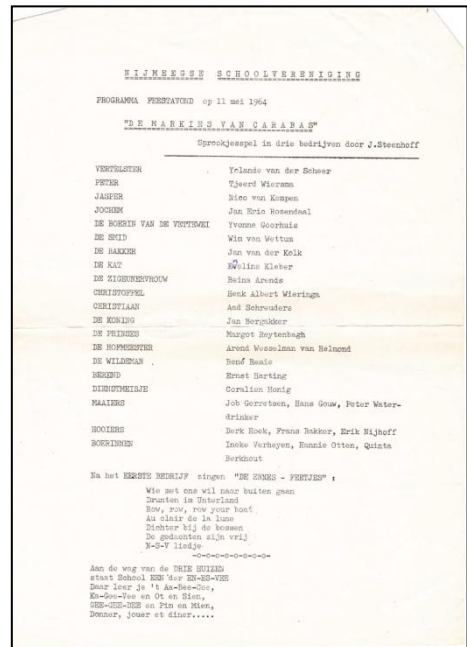 NIJMEEGSE SCHOOLVERENIGING
PROGRAMMA FEESTAVOND op 11 mei 1964
"DE MARKIES VAN CARABAS"
Sprookjesspel in drie bedrijven door J.Steenhoff
VERTELSTER Yolande van der Scheer
PETER Tjeerd Wiersma
JASPER Nico van Kempen
JOCHEM Jan Eric Rozendaal
DE BOERIN VAN DE VETTEWEI Yvonne Goorhuis
DE SMID Wim van Wettum
DE BAKKER Jan van der Kolk
DE KAT Eveline Kleber
DE ZIGEUNERVROUW Reina Arends
CHRISTOFFEL Henk Albert Wieringa
CHRISTIAAN Aad Schreuders
DE KONING Jan Bergakker
DE PRINSES Margot Reytenbagh
DE HOFMEESTER Arend Wesselman van Helmond
DE WILDEMAN René
BEREND Ernst Harting
DIENSTMEISJE Coralien Honig
MAAIERS Job Gerretsen, Hans Gouw, Peter Water-
drinker
HOOIERS Derk Hoek, Frans Bakker, Erik Nijhoff
BOERINNEN Ineke Verheyen, Hannie Otten, Quinta
Berkhout
Na het EERSTE BEDRIJF zingen "DE ENNES - FEETJES" :
Wie met ons wil naar buiten gaan
Drunten im Unterland
Row, row, row your boat
Au clair de la lune
Dichter bij de bossen
De gedachten zijn vrij
N-S-V liedje
-o-o-o-o-o-o-o-
Aan de weg van de DRIE HUIZEN
staat School EEN der EN-ES-VEE
Daar leer je 't Aa-Bee-Cee,
Ka-Gee-Vee en Ot en Sien,
GEE-GEE-DEE en Pim en Mien,
Donner, jouer et diner.....